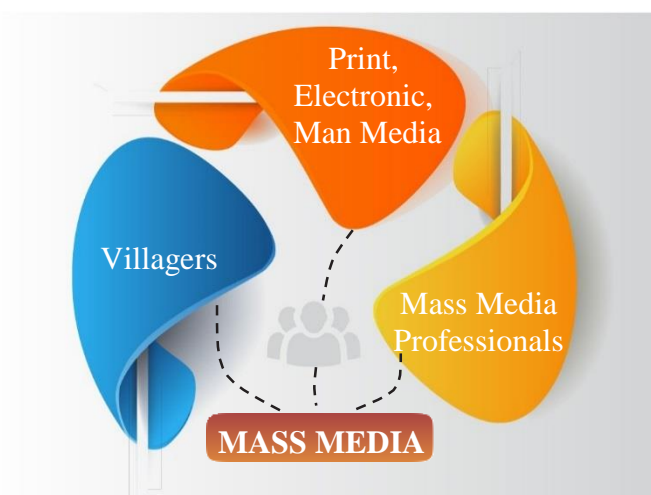 Print,
Electronic,
Man Media
Villagers
Mass Media
Professionals
MASS MEDIA